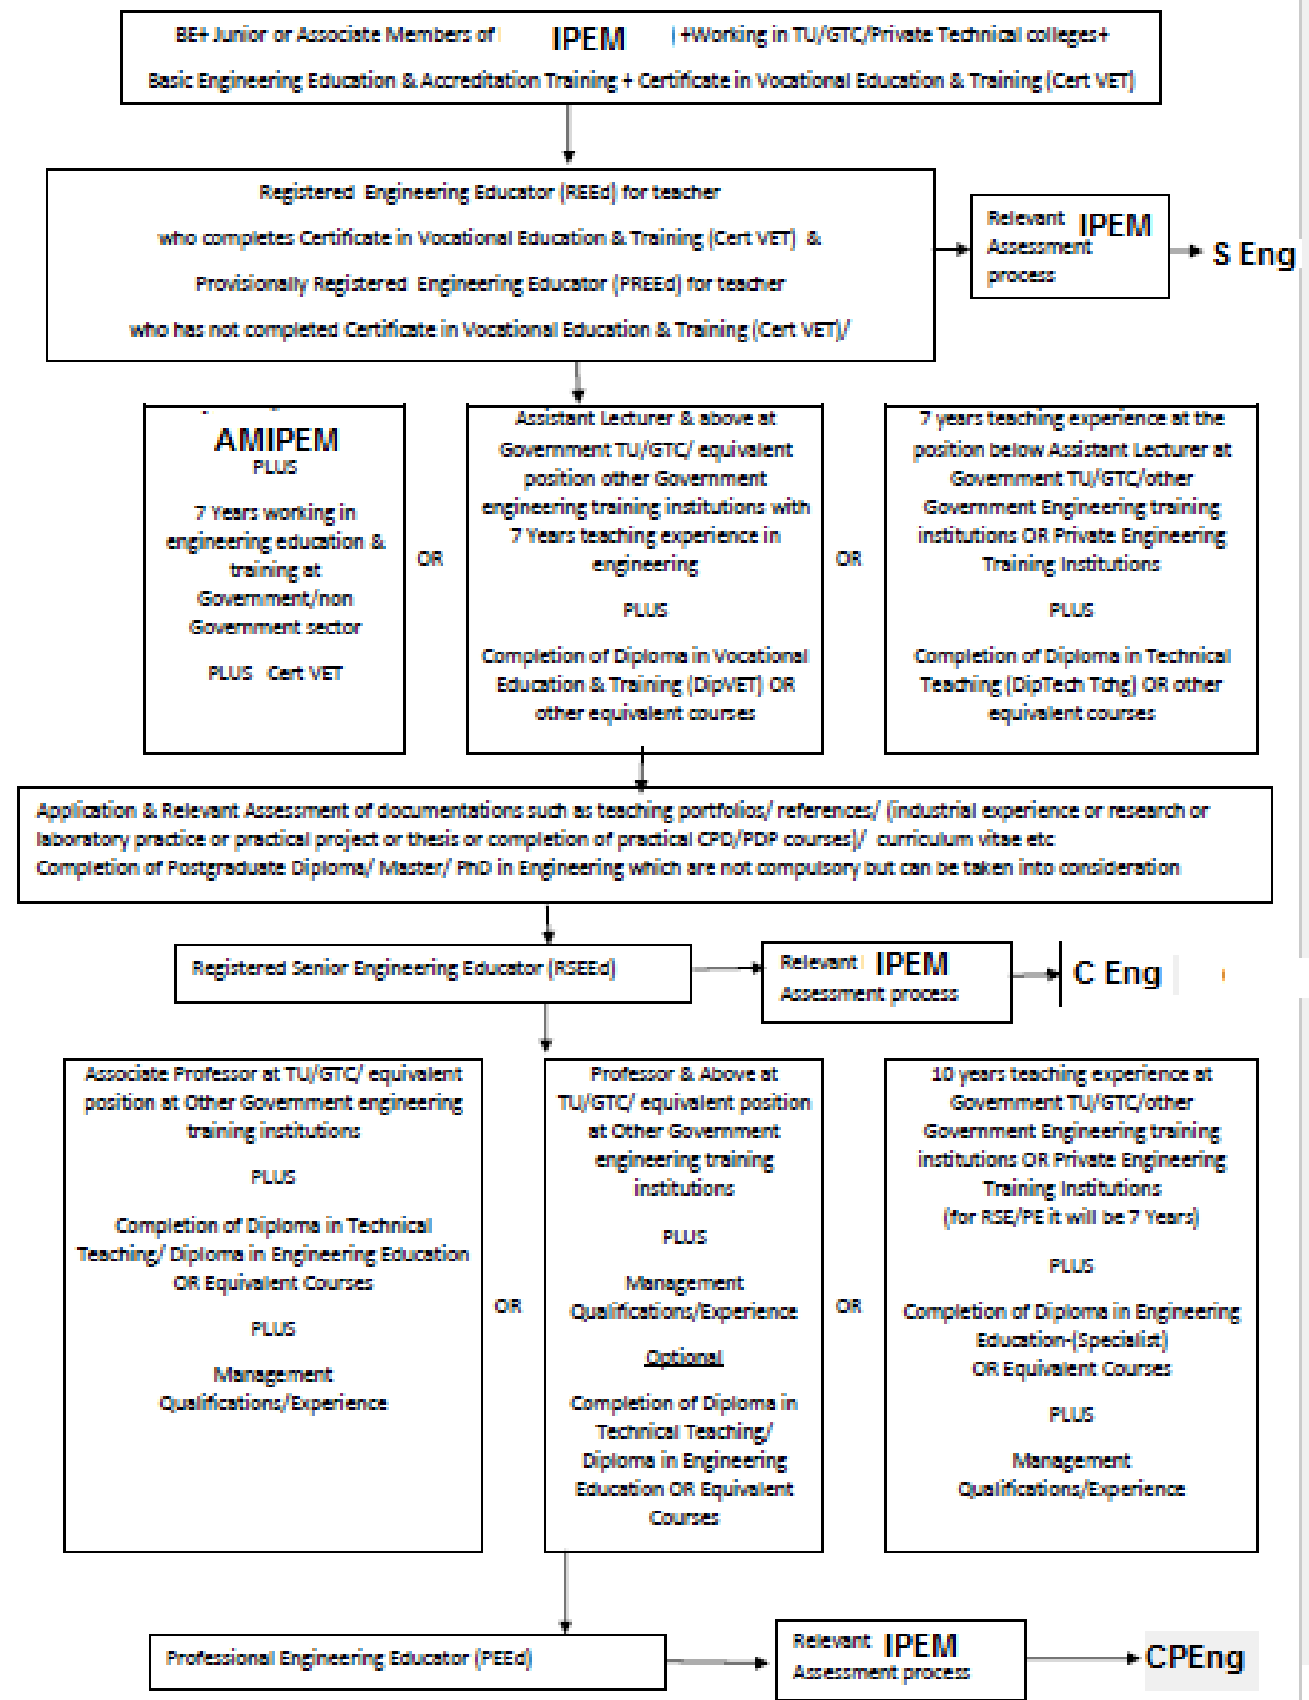 BE+ Junior or Associate Members of IPEM +Working in TU/GTC/Private Technical colleges+
Basic Engineering Education & Accreditation Training + Certificate in Vocational Education & Training (Cert VET)
Registered Engineering Educator (REEd) for teacher
who completes Certificate in Vocational Education & Training (Cert VET) &
Provisionally Registered Engineering Educator (PREEd) for teacher
who has not completed Certificate in Vocational Education & Training (Cert VET)/
Relevant IPEM
Assessment
process
S Eng
AMIPEM
PLUS
7 Years working in
engineering education &
training at
Government/non
Government sector
PLUS Cert VET
OR
Assistant Lecturer & above at
Government TU/GTC/ equivalent
position other Government
engineering training institutions with
7 Years teaching experience in
engineering
PLUS
Completion of Diploma in Vocational
Education & Training (DipVET) OR
other equivalent courses
OR
7 years teaching experience at the
position below Assistant Lecturer at
Government TU/GTC/other
Government Engineering training
institutions OR Private Engineering
Training Institutions
PLUS
Completion of Diploma in Technical
Teaching (DipTech Tchg) OR other
equivalent courses
Application & Relevant Assessment of documentations such as teaching portfolios/ references/ (industrial experience or research or
laboratory practice or practical project or thesis or completion of practical CPD/PDP courses)/ curriculum vitae etc
Completion of Postgraduate Diploma/ Master/ PhD in Engineering which are not compulsory but can be taken into consideration
Registered Senior Engineering Educator (RSEEd)
Relevant IPEM
Assessment process
C Eng
Associate Professor at TU/GTC/ equivalent
position at Other Government engineering
training institutions
PLUS
Completion of Diploma in Technical
Teaching/ Diploma in Engineering Education
OR Equivalent Courses
PLUS
Management
Qualifications/Experience
OR
Professor & Above at
TU/GTC/ equivalent position
at Other Government
engineering training
institutions
PLUS
Management
Qualifications/Experience
Optional
Completion of Diploma in
Technical Teaching/
Diploma in Engineering
Education OR Equivalent
Courses
OR
10 years teaching experience at
Government TU/GTC/other
Government Engineering training
institutions OR Private Engineering
Training Institutions
(for RSE/PE it will be 7 Years)
PLUS
Completion of Diploma in Engineering
Education-(Specialist)
OR Equivalent Courses
PLUS
Management
Qualifications/Experience
Professional Engineering Educator (PEEd)
Relevant IPEM
Assessment process
CPEng